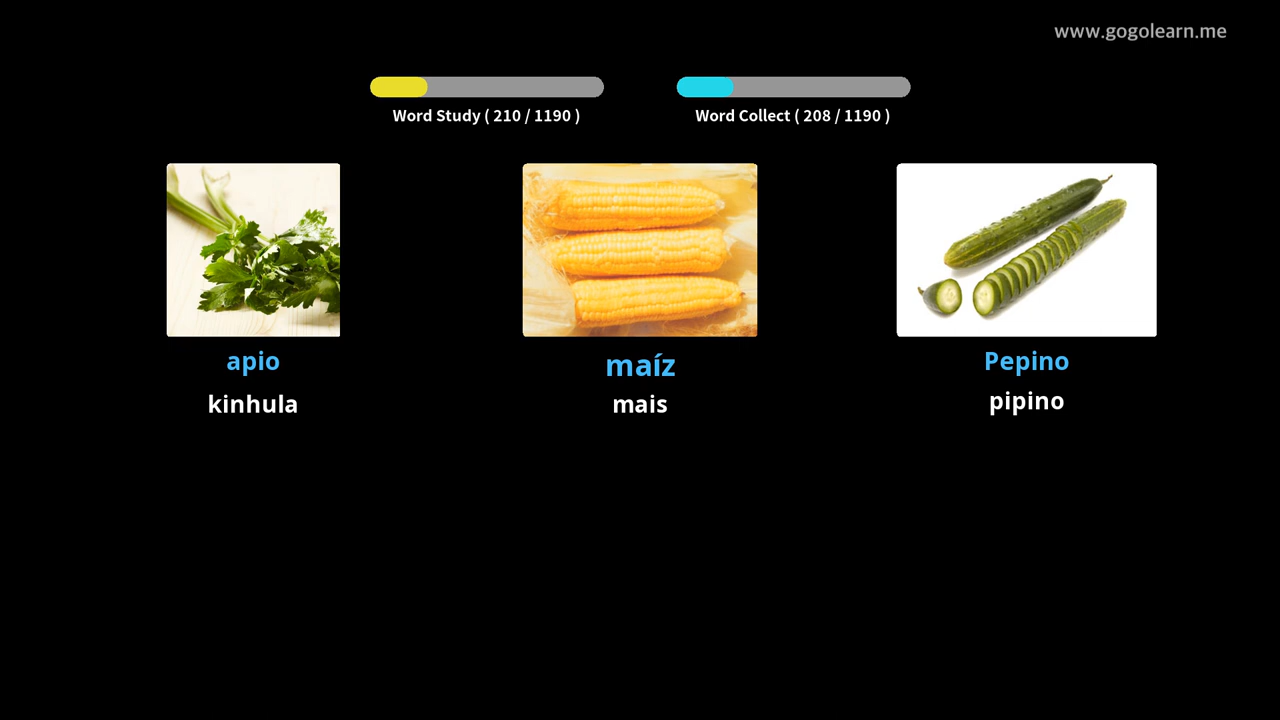 www.gogolearn.me
Word Study ( 210 / 1190 )
Word Collect ( 208 / 1190 )
apio
kinhula
maíz
mais
Pepino
pipino